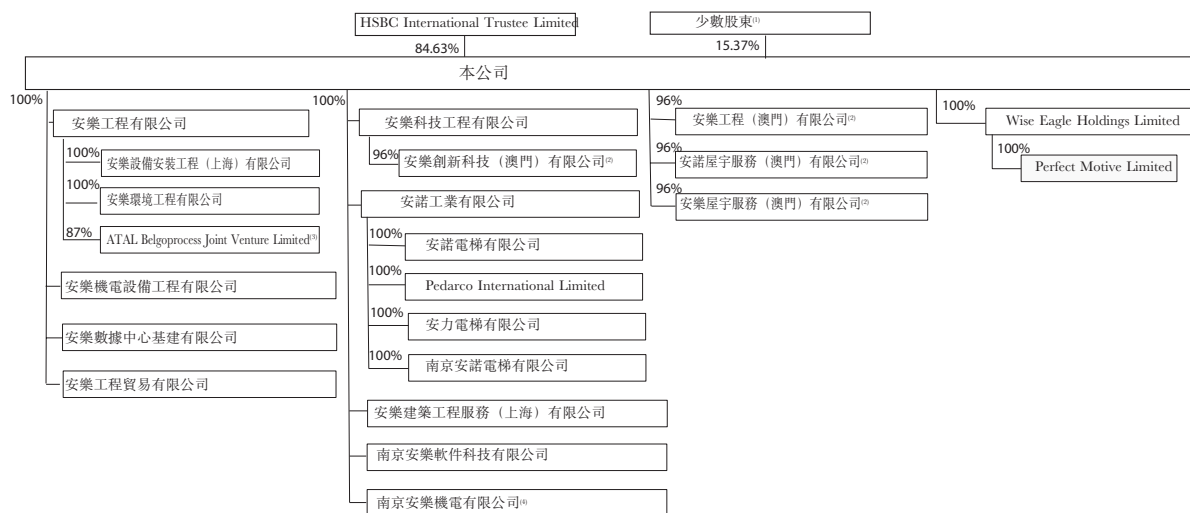 HSBC International Trustee Limited
少數股東(1)
84.63%
15.37%
本公司
100%
安樂工程有限公司
100%
安樂設備安裝工程（上海）有限公司
100%
安樂環境工程有限公司
87%
ATAL Belgoprocess Joint Venture Limited(3)
安樂機電設備工程有限公司
安樂數據中心基建有限公司
安樂工程貿易有限公司
100%
安樂科技工程有限公司
96%
安樂創新科技（澳門）有限公司(2)
安諾工業有限公司
100%
安諾電梯有限公司
100%
Pedarco International Limited
100%
安力電梯有限公司
100%
南京安諾電梯有限公司
安樂建築工程服務（上海）有限公司
南京安樂軟件科技有限公司
南京安樂機電有限公司(4)
96%
安樂工程（澳門）有限公司(2)
96%
安諾屋宇服務（澳門）有限公司(2)
96%
安樂屋宇服務（澳門）有限公司(2)
100%
Wise Eagle Holdings Limited
100%
Perfect Motive Limited